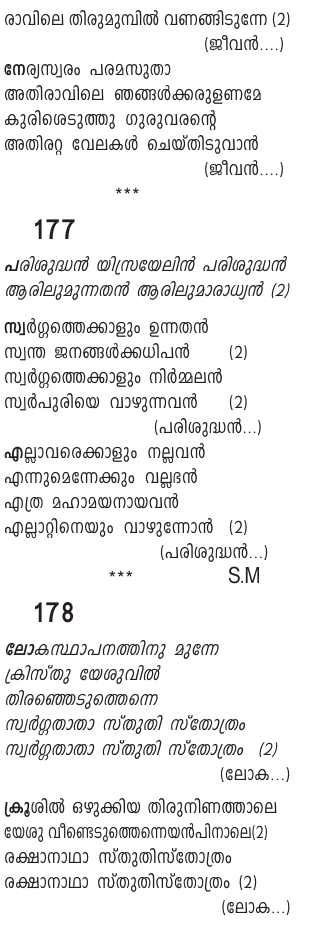 രാവിലെ തിരുമുമ്പിൽ വണങ്ങിടുന്നേ (2)
(ജീവൻ....)
നേര്യസ്വരം പരമസുതാ
അതിരാവിലെ ഞങ്ങൾക്കരുളണമേ
കുരിശെടുത്തു ഗുരുവരന്റെ
അതിരറ്റ വേലകൾ ചെയ്തിടുവാൻ
(ജീവൻ....)
***
177
പരിശുദ്ധൻ യിസ്രയേലിൻ പരിശുദ്ധൻ
ആരിലുമുന്നതൻ ആരിലുമാരാധ്യൻ (2)
സ്വർഗ്ഗത്തെക്കാളും ഉന്നതൻ
സ്വന്ത ജനങ്ങൾക്കധിപൻ (2)
സ്വർഗ്ഗത്തെക്കാളും നിർമ്മലൻ
സ്വർപുരിയെ വാഴുന്നവൻ (2)
(പരിശുദ്ധൻ...)
എല്ലാവരെക്കാളും നല്ലവൻ
എന്നുമെന്നേക്കും വല്ലഭൻ
എത്ര മഹാമയനായവൻ
എല്ലാറ്റിനെയും വാഴുന്നോൻ (2)
(പരിശുദ്ധൻ...)
*** S.M
178
ലോകസ്ഥാപനത്തിനു മുന്നേ
ക്രിസ്തു യേശുവിൽ
തിരഞ്ഞെടുത്തെന്നെ
സ്വർഗ്ഗതാതാ സ്തുതി സ്തോത്രം
സ്വർഗ്ഗതാതാ സ്തുതി സ്തോത്രം (2)
(ലോക...)
ക്രൂശിൽ ഒഴുക്കിയ തിരുനിണത്താലെ
യേശു വീണ്ടെടുത്തെന്നെയൻപിനാലെ(2)
രക്ഷാനാഥാ സ്തുതിസ്തോത്രം
രക്ഷാനാഥാ സ്തുതിസ്തോത്രം (2)
(ലോക...)